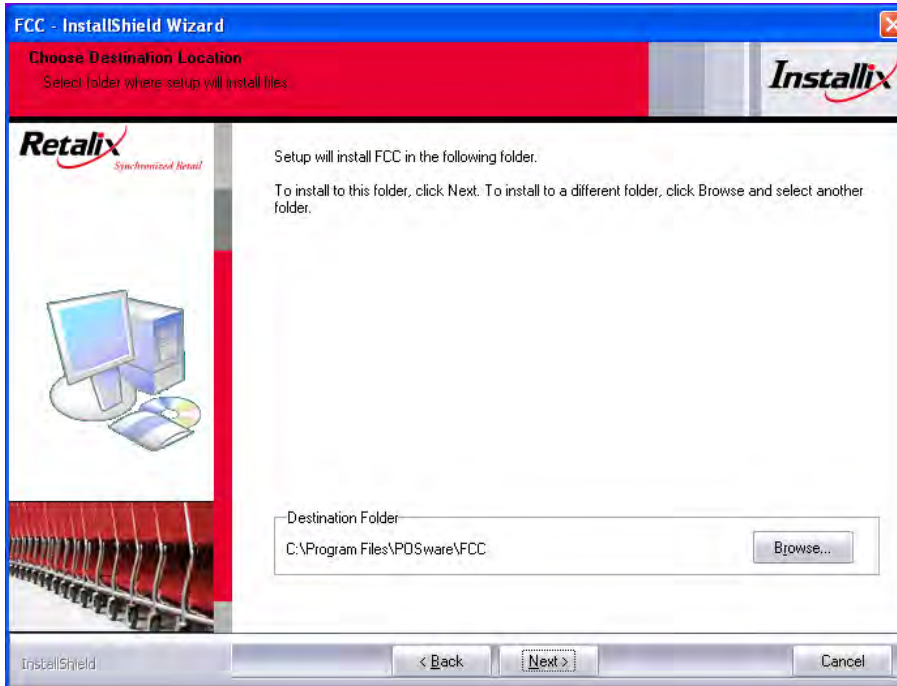 FCC - InstallShield Wizard
Choose Destination Location
Select folder where setup will install files.
Installix
Retalix
Synchronized Retail
Setup will install FCC in the following folder.
To install to this folder, click Next. To install to a different folder, click Browse and select another
folder.
Destination Folder
C:\Program Files\POSware\FCC
Browse...
InstallShield
< Back
Next >
Cancel